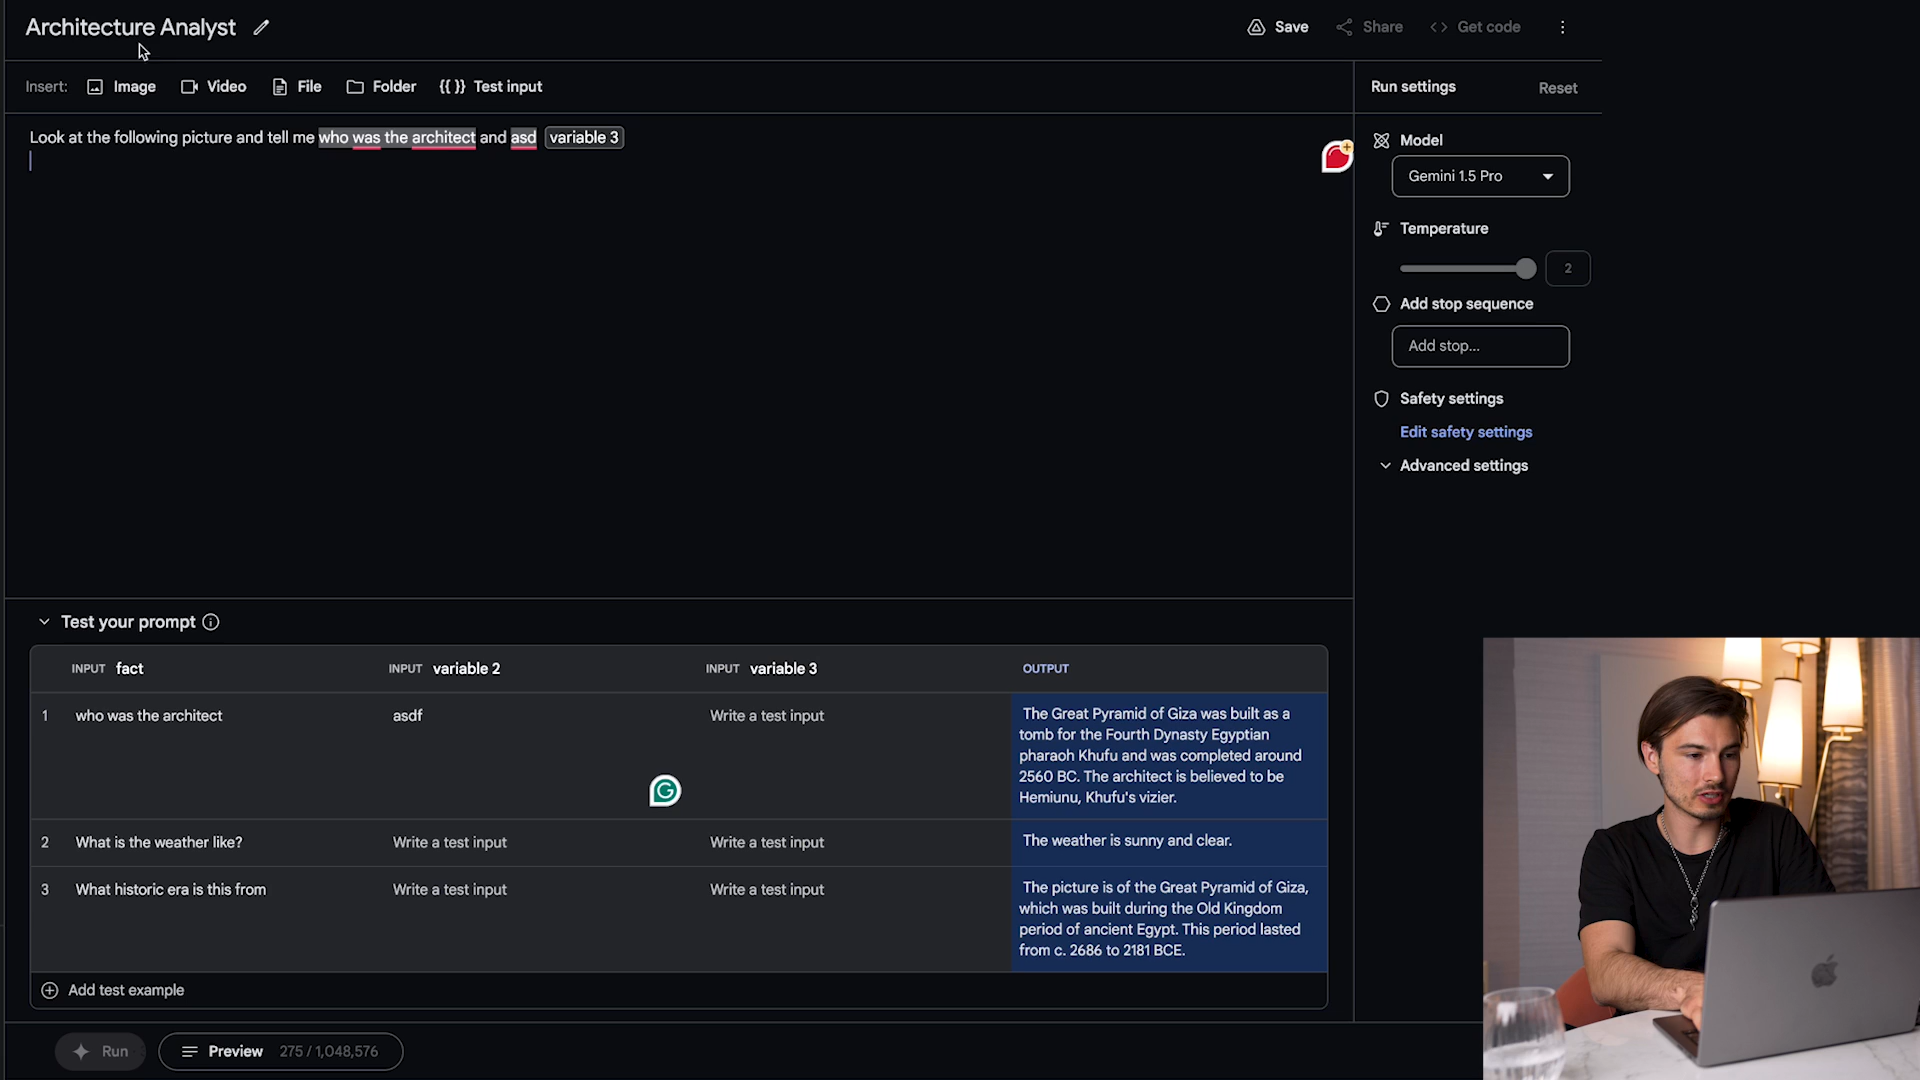 Architecture Analyst
Save
Share
Get code
Insert:
Image
Video
File
Folder
{{ }} Test input
Run settings
Reset
Look at the following picture and tell me who was the architect and asd variable 3
Model
Gemini 1.5 Pro
Temperature
2
Add stop sequence
Add stop...
Safety settings
Edit safety settings
Advanced settings
Test your prompt
INPUT fact
INPUT variable 2
INPUT variable 3
OUTPUT
1
who was the architect
asdf
Write a test input
The Great Pyramid of Giza was built as a
tomb for the Fourth Dynasty Egyptian
pharaoh Khufu and was completed around
2560 BC. The architect is believed to be
Hemiunu, Khufu's vizier.
2
What is the weather like?
Write a test input
Write a test input
The weather is sunny and clear.
3
What historic era is this from
Write a test input
Write a test input
The picture is of the Great Pyramid of Giza,
which was built during the Old Kingdom
period of ancient Egypt. This period lasted
from c. 2686 to 2181 BCE.
Add test example
Run
Preview 275 / 1,048,576